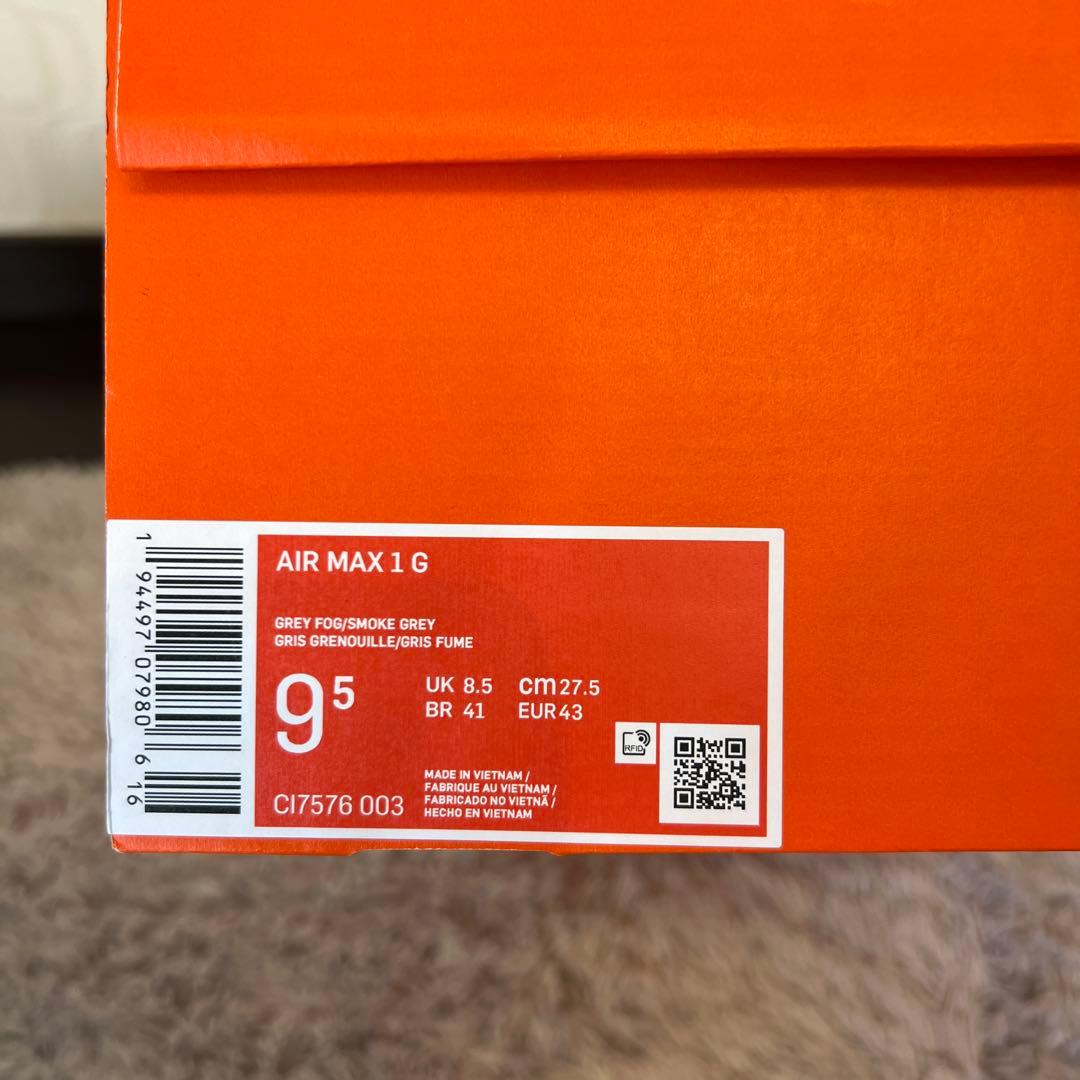 AIR MAX 1 G
GREY FOG/SMOKE GREY
GRIS GRENOUILLE/GRIS FUME
9⁵
UK 8.5 cm 27.5
BR 41 EUR 43
RFID
MADE IN VIETNAM /
FABRIQUE AU VIETNAM /
FABRICADO NO VIETNÃ /
HECHO EN VIETNAM
CI7576 003
1 94497 07980 6 16